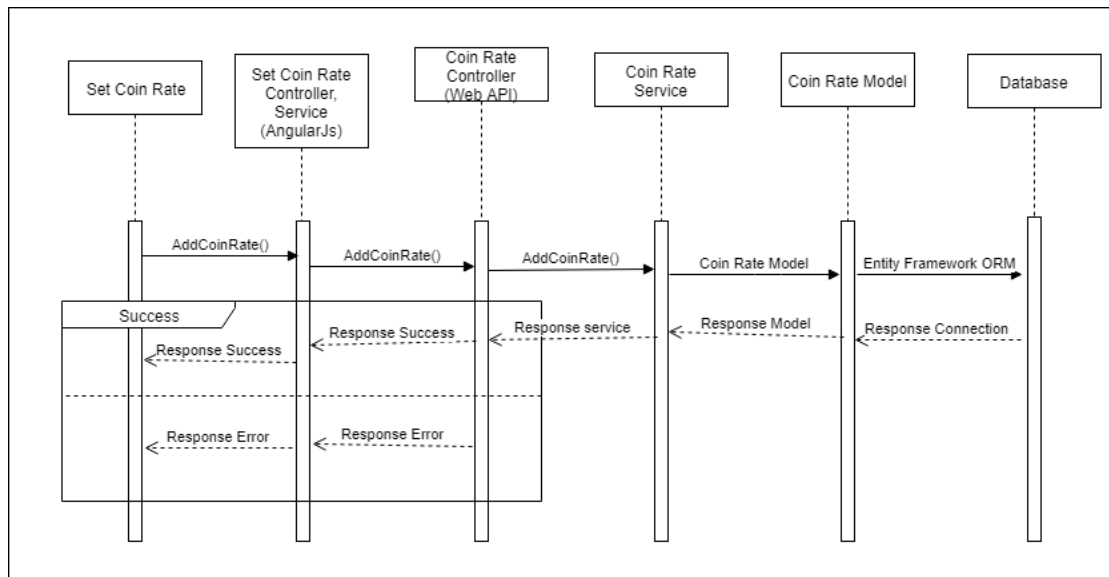 Set Coin Rate
Set Coin Rate
Controller,
Service
(AngularJs)
Coin Rate
Controller
(Web API)
Coin Rate
Service
Coin Rate Model
Database
AddCoinRate()
AddCoinRate()
AddCoinRate()
Coin Rate Model
Entity Framework ORM
Success
Response Success
Response Success
Response service
Response Model
Response Connection
Response Error
Response Error